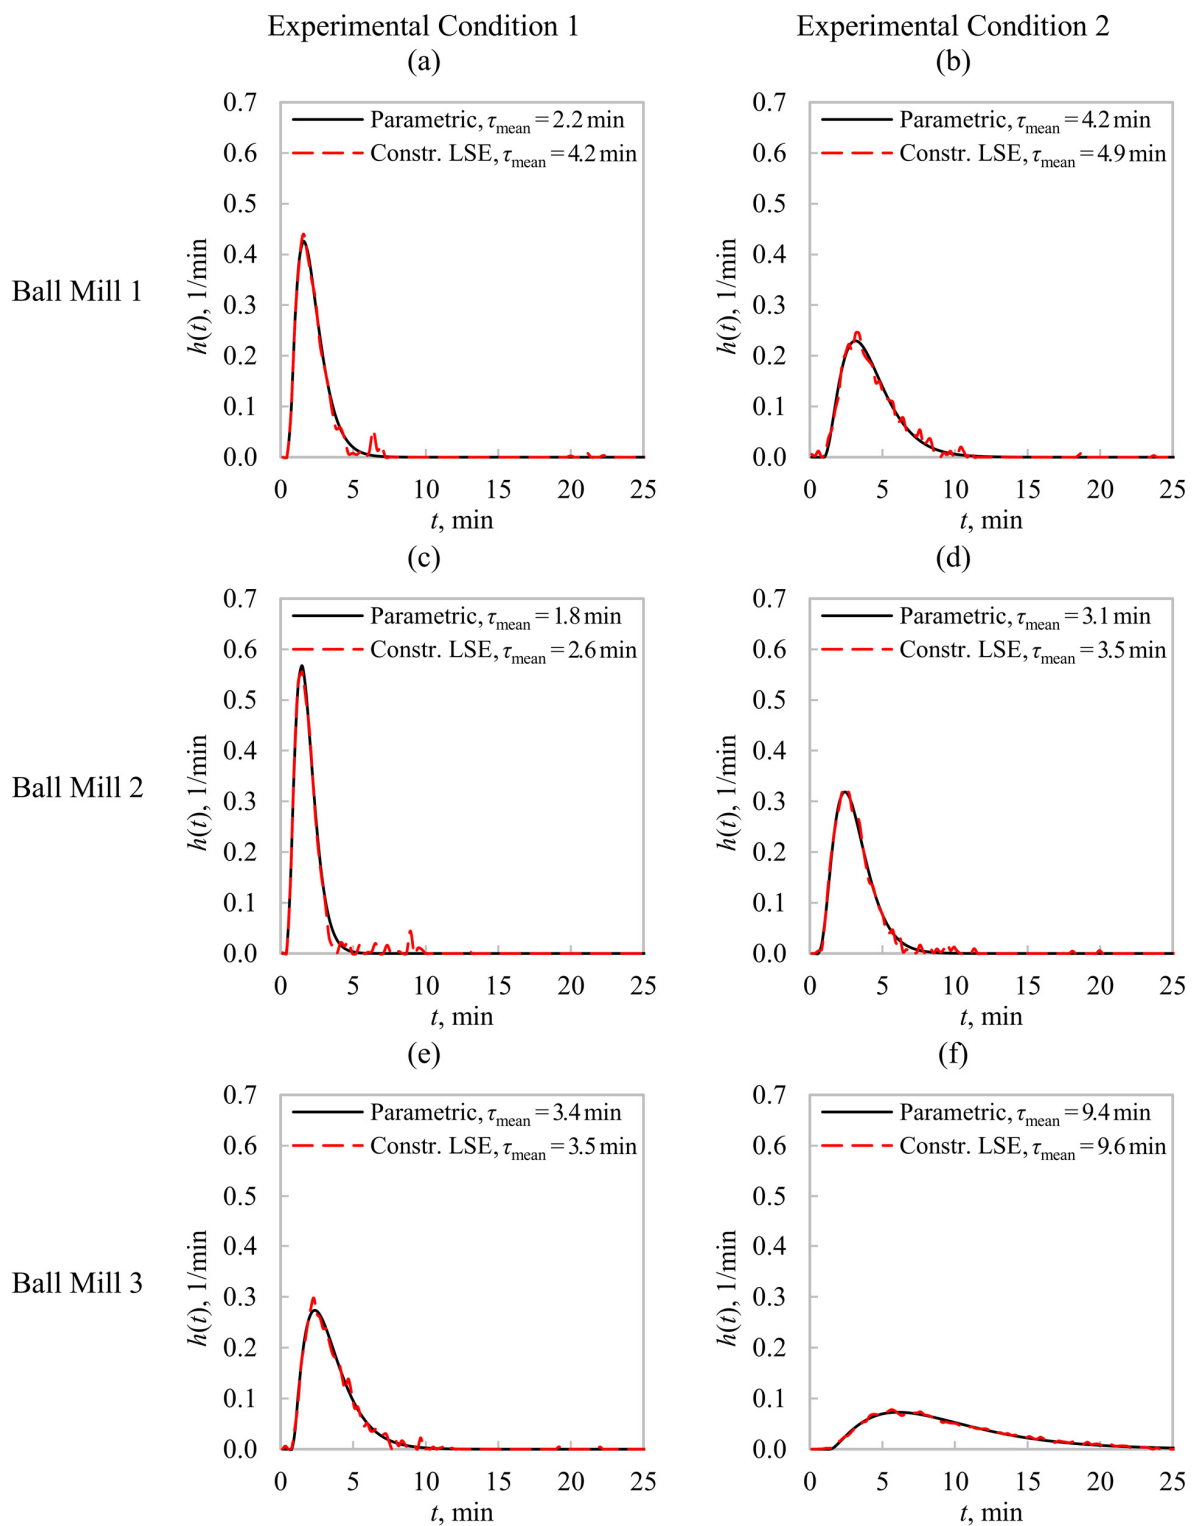 Experimental Condition 1
Experimental Condition 2
(a)
(b)
Ball Mill 1
0.7
0.6
0.5
0.4
0.3
0.2
0.1
0.0
h(t), 1/min
Parametric, τmean = 2.2 min
Constr. LSE, τmean = 4.2 min
0 5 10 15 20 25
t, min
0.7
0.6
0.5
0.4
0.3
0.2
0.1
0.0
h(t), 1/min
Parametric, τmean = 4.2 min
Constr. LSE, τmean = 4.9 min
0 5 10 15 20 25
t, min
(c)
(d)
Ball Mill 2
0.7
0.6
0.5
0.4
0.3
0.2
0.1
0.0
h(t), 1/min
Parametric, τmean = 1.8 min
Constr. LSE, τmean = 2.6 min
0 5 10 15 20 25
t, min
0.7
0.6
0.5
0.4
0.3
0.2
0.1
0.0
h(t), 1/min
Parametric, τmean = 3.1 min
Constr. LSE, τmean = 3.5 min
0 5 10 15 20 25
t, min
(e)
(f)
Ball Mill 3
0.7
0.6
0.5
0.4
0.3
0.2
0.1
0.0
h(t), 1/min
Parametric, τmean = 3.4 min
Constr. LSE, τmean = 3.5 min
0 5 10 15 20 25
t, min
0.7
0.6
0.5
0.4
0.3
0.2
0.1
0.0
h(t), 1/min
Parametric, τmean = 9.4 min
Constr. LSE, τmean = 9.6 min
0 5 10 15 20 25
t, min